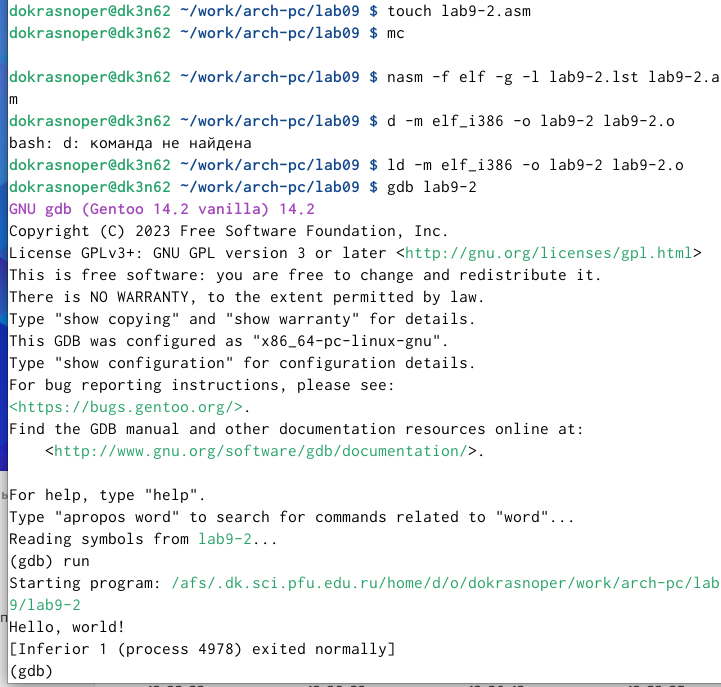 dokrasnoper@dk3n62 ~/work/arch-pc/lab09 $ touch lab9-2.asm
dokrasnoper@dk3n62 ~/work/arch-pc/lab09 $ mc
dokrasnoper@dk3n62 ~/work/arch-pc/lab09 $ nasm -f elf -g -l lab9-2.lst lab9-2.a
m
dokrasnoper@dk3n62 ~/work/arch-pc/lab09 $ d -m elf_i386 -o lab9-2 lab9-2.o
bash: d: команда не найдена
dokrasnoper@dk3n62 ~/work/arch-pc/lab09 $ ld -m elf_i386 -o lab9-2 lab9-2.o
dokrasnoper@dk3n62 ~/work/arch-pc/lab09 $ gdb lab9-2
GNU gdb (Gentoo 14.2 vanilla) 14.2
Copyright (C) 2023 Free Software Foundation, Inc.
License GPLv3+: GNU GPL version 3 or later <http://gnu.org/licenses/gpl.html>
This is free software: you are free to change and redistribute it.
There is NO WARRANTY, to the extent permitted by law.
Type "show copying" and "show warranty" for details.
This GDB was configured as "x86_64-pc-linux-gnu".
Type "show configuration" for configuration details.
For bug reporting instructions, please see:
<https://bugs.gentoo.org/>.
Find the GDB manual and other documentation resources online at:
    <http://www.gnu.org/software/gdb/documentation/>.
For help, type "help".
Type "apropos word" to search for commands related to "word"...
Reading symbols from lab9-2...
(gdb) run
Starting program: /afs/.dk.sci.pfu.edu.ru/home/d/o/dokrasnoper/work/arch-pc/lab
9/lab9-2
Hello, world!
[Inferior 1 (process 4978) exited normally]
(gdb)